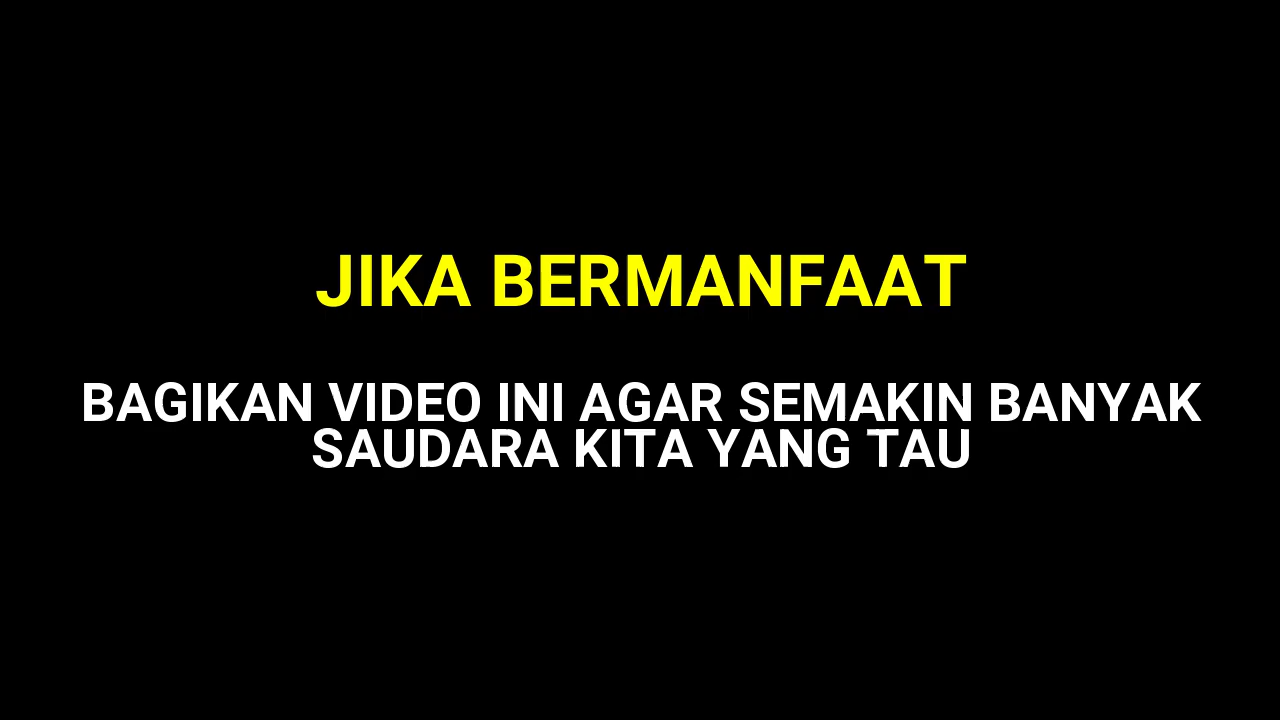 JIKA BERMANFAAT
BAGIKAN VIDEO INI AGAR SEMAKIN BANYAK
SAUDARA KITA YANG TAU